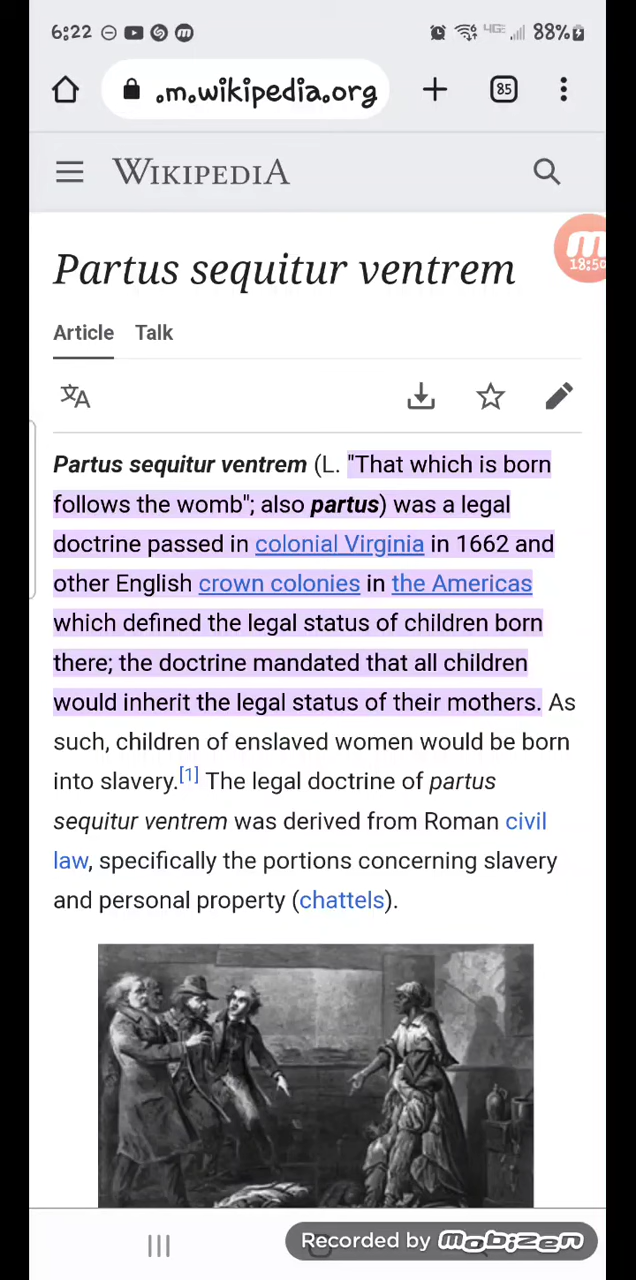 6:22
4GE 88%
.m.wikipedia.org
85
WIKIPEDIA
18:50
Partus sequitur ventrem
Article Talk
Partus sequitur ventrem (L. "That which is born
follows the womb"; also partus) was a legal
doctrine passed in colonial Virginia in 1662 and
other English crown colonies in the Americas
which defined the legal status of children born
there; the doctrine mandated that all children
would inherit the legal status of their mothers. As
such, children of enslaved women would be born
into slavery.[1] The legal doctrine of partus
sequitur ventrem was derived from Roman civil
law, specifically the portions concerning slavery
and personal property (chattels).
Recorded by mobizen